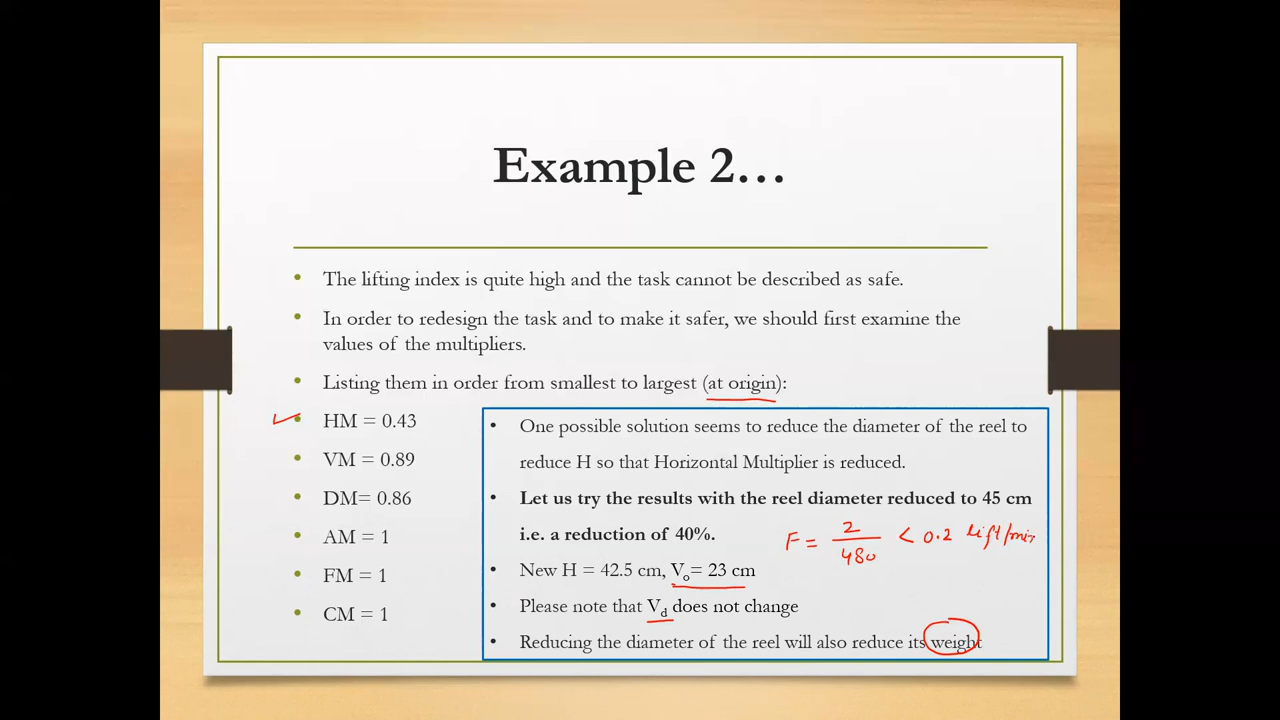 Example 2…
The lifting index is quite high and the task cannot be described as safe.
In order to redesign the task and to make it safer, we should first examine the
values of the multipliers.
Listing them in order from smallest to largest (at origin):
HM = 0.43
VM = 0.89
DM= 0.86
AM = 1
FM = 1
CM = 1
One possible solution seems to reduce the diameter of the reel to
reduce H so that Horizontal Multiplier is reduced.
Let us try the results with the reel diameter reduced to 45 cm
i.e. a reduction of 40%.
F = 2/480 < 0.2 lift/min
New H = 42.5 cm, Vo= 23 cm
Please note that Vd does not change
Reducing the diameter of the reel will also reduce its weight